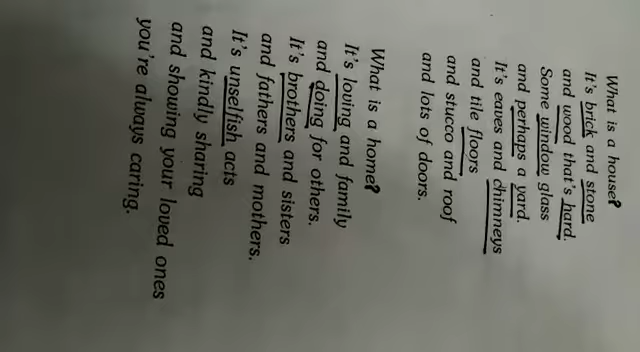 What is a house?
It's brick and stone
and wood that's hard.
Some window glass
and perhaps a yard.
It's eaves and chimneys
and tile floors
and stucco and roof
and lots of doors.
What is a home?
It's loving and family
and doing for others.
It's brothers and sisters
and fathers and mothers.
It's unselfish acts
and kindly sharing
and showing your loved ones
you're always caring.